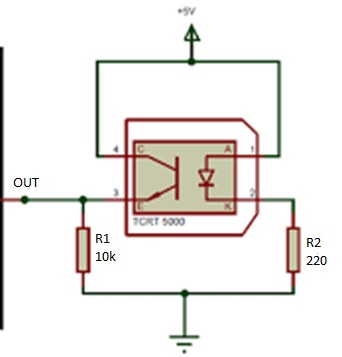 +5V
4 C A 1
OUT
3 E K 2
TCRT 5000
R1
10k
R2
220